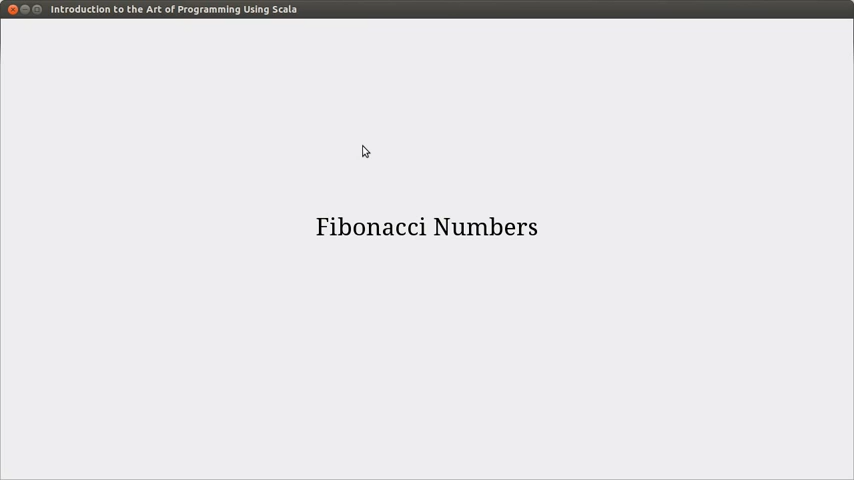 Introduction to the Art of Programming Using Scala
Fibonacci Numbers